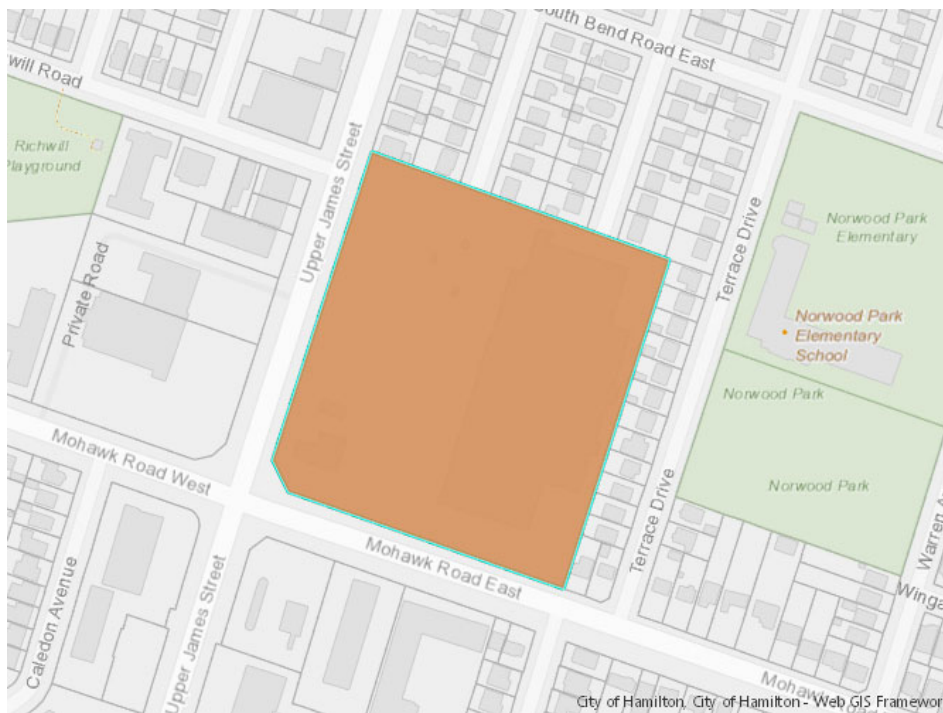 South Bend Road East
will Road
Richwill
Playground
Upper James Street
Private Road
Terrace Drive
Norwood Park
Elementary
Norwood Park
Elementary
School
Norwood Park
Norwood Park
Mohawk Road West
Mohawk Road East
Terrace Drive
Warren A
Winga
Caledon Avenue
Upper James Street
Mohawk Road
City of Hamilton, City of Hamilton - Web GIS Framewor